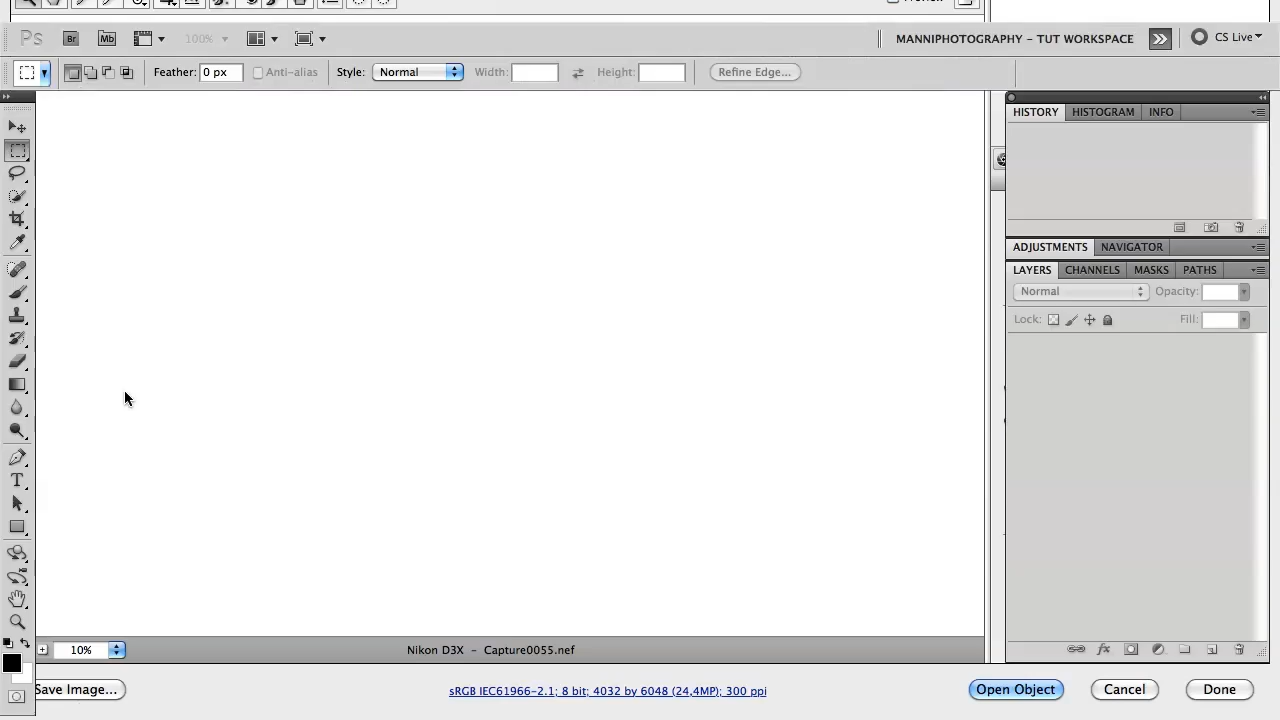 Preview
Ps Br Mb 100% MANNIPHOTOGRAPHY - TUT WORKSPACE CS Live
Feather: 0 px Anti-alias Style: Normal Width: Height: Refine Edge...
HISTORY HISTOGRAM INFO
ADJUSTMENTS NAVIGATOR
LAYERS CHANNELS MASKS PATHS
Normal Opacity:
Lock: Fill:
10% Nikon D3X - Capture0055.nef
Save Image... sRGB IEC61966-2.1; 8 bit; 4032 by 6048 (24,4MP); 300 ppi Open Object Cancel Done